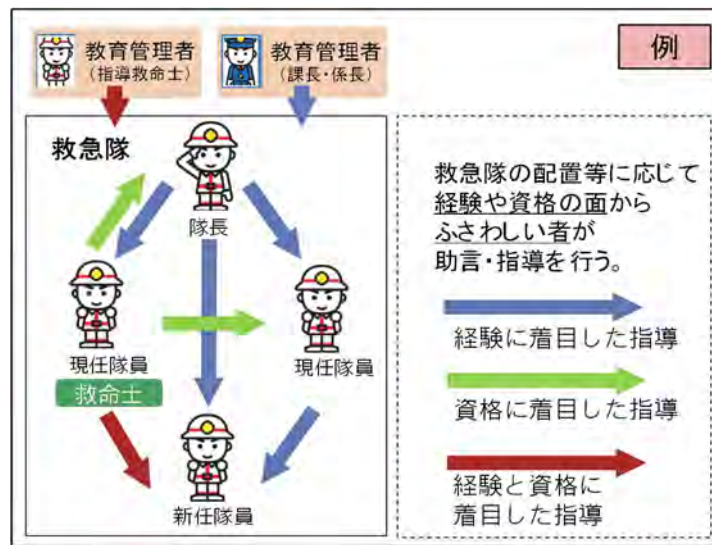 教育管理者
（指導救命士）
教育管理者
（課長・係長）
例
救急隊
隊長
現任隊員
救命士
現任隊員
新任隊員
救急隊の配置等に応じて
経験や資格の面から
ふさわしい者が
助言・指導を行う。
経験に着目した指導
資格に着目した指導
経験と資格に
着目した指導